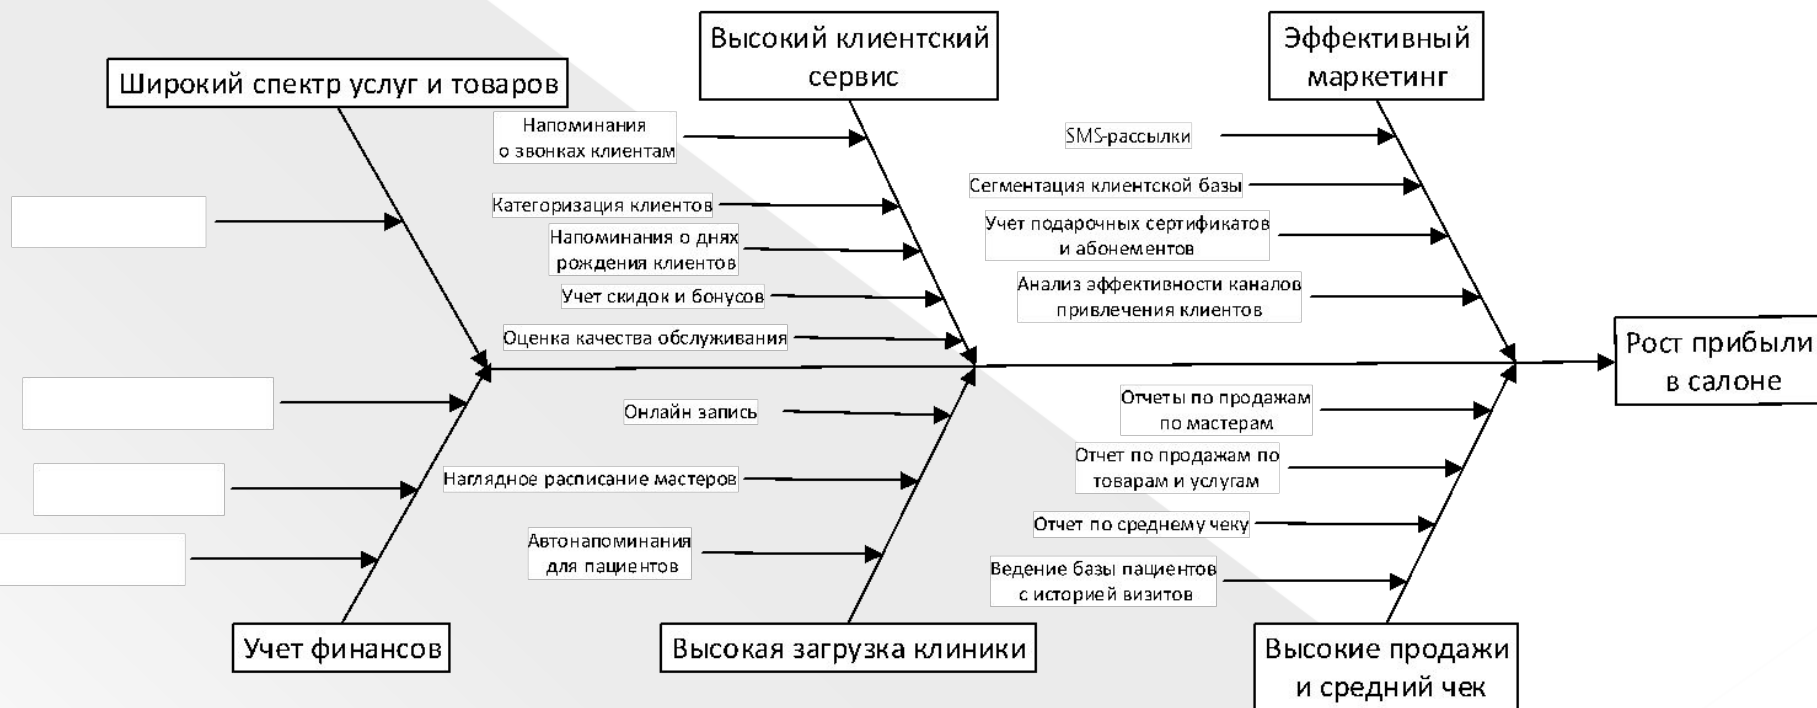 Широкий спектр услуг и товаров
Высокий клиентский
сервис
Эффективный
маркетинг
Напоминания
о звонках клиентам
Категоризация клиентов
Напоминания о днях
рождения клиентов
Учет скидок и бонусов
Оценка качества обслуживания
SMS-рассылки
Сегментация клиентской базы
Учет подарочных сертификатов
и абонементов
Анализ эффективности каналов
привлечения клиентов
Рост прибыли
в салоне
Онлайн запись
Наглядное расписание мастеров
Автонапоминания
для пациентов
Отчеты по продажам
по мастерам
Отчет по продажам по
товарам и услугам
Отчет по среднему чеку
Ведение базы пациентов
с историей визитов
Учет финансов
Высокая загрузка клиники
Высокие продажи
и средний чек